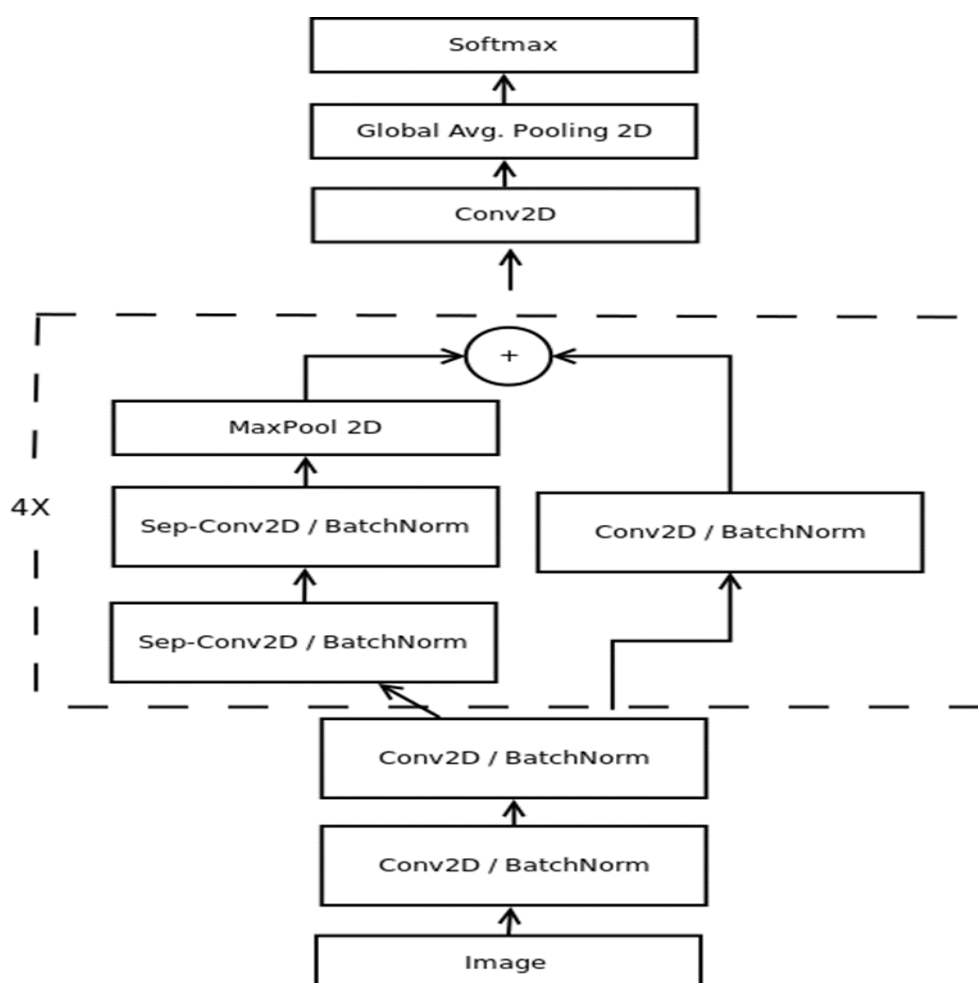 Softmax
Global Avg. Pooling 2D
Conv2D
+
MaxPool 2D
4X
Sep-Conv2D / BatchNorm
Conv2D / BatchNorm
Sep-Conv2D / BatchNorm
Conv2D / BatchNorm
Conv2D / BatchNorm
Image